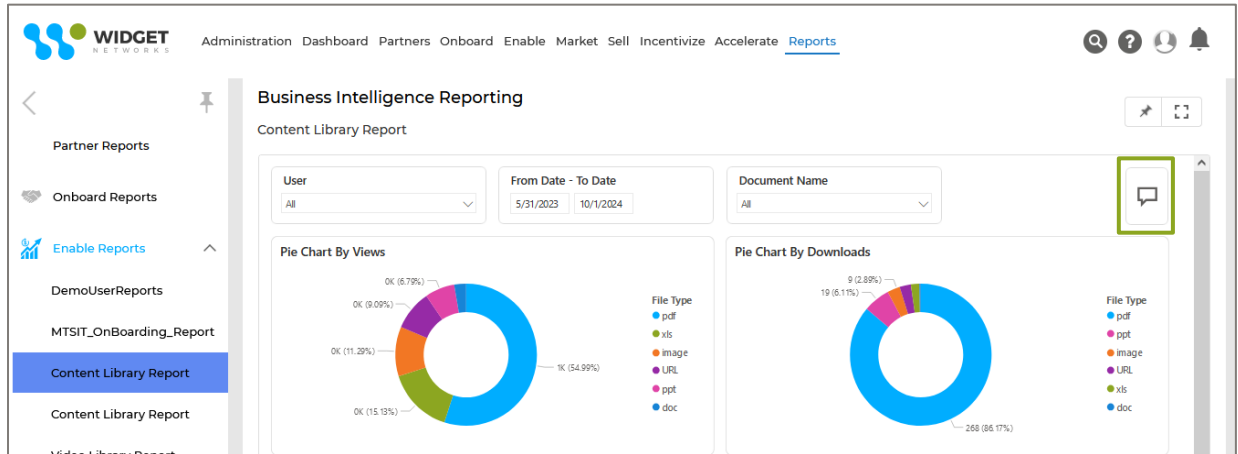 WIDGET
NETWORKS
Administration Dashboard Partners Onboard Enable Market Sell Incentivize Accelerate Reports
Partner Reports
Onboard Reports
Enable Reports
DemoUserReports
MTSIT_OnBoarding_Report
Content Library Report
Content Library Report
Video Library Report
Business Intelligence Reporting
Content Library Report
User
All
From Date - To Date
5/31/2023 10/1/2024
Document Name
All
Pie Chart By Views
0K (6.79%)
0K (9.09%)
0K (11.29%)
0K (15.13%)
1K (54.99%)
File Type
pdf
xls
image
URL
ppt
doc
Pie Chart By Downloads
9 (2.89%)
19 (6.11%)
268 (86.17%)
File Type
pdf
ppt
image
URL
xls
doc